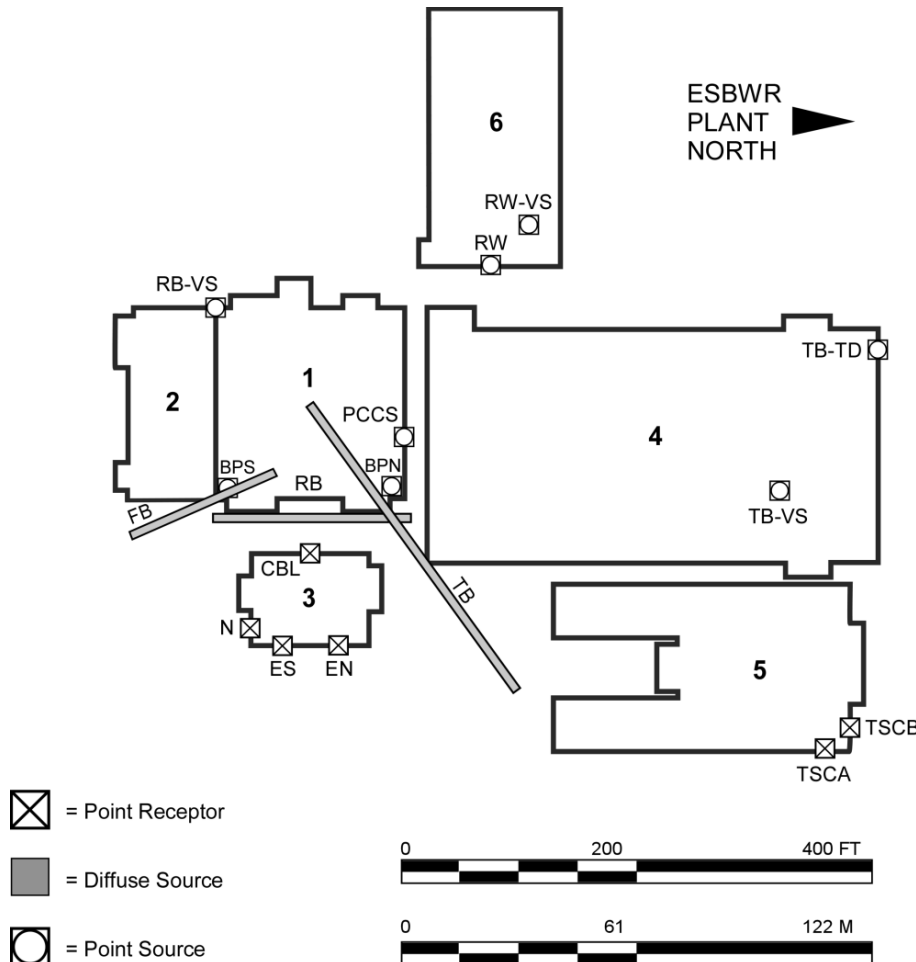 ESBWR
PLANT
NORTH
6
RW-VS
RW
RB-VS
TB-TD
1
2
PCCS
4
BPS
BPN
RB
FB
TB-VS
CBL
TB
3
N
ES
EN
5
TSCB
TSCA
= Point Receptor
0 200 400 FT
= Diffuse Source
0 61 122 M
= Point Source